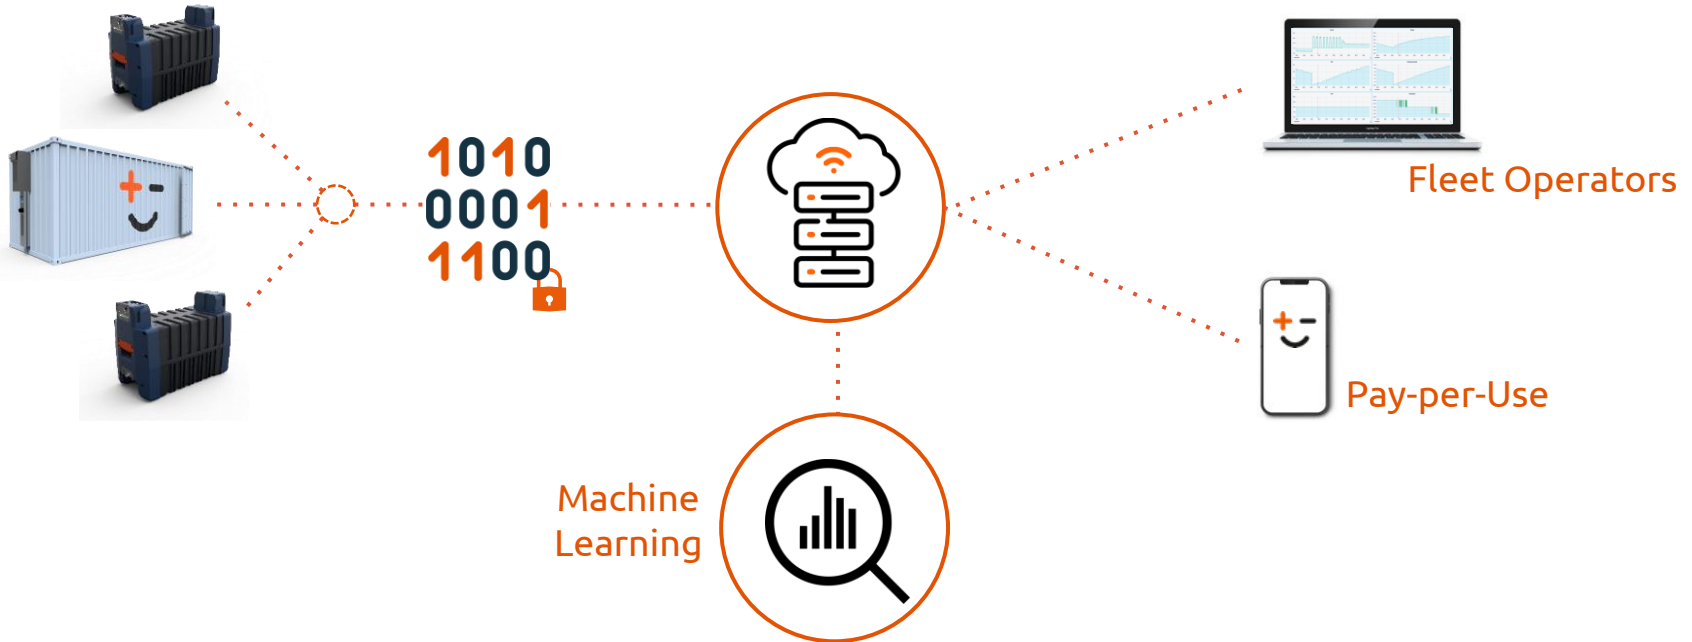 1010
0001
1100
Fleet Operators
Pay-per-Use
Machine
Learning